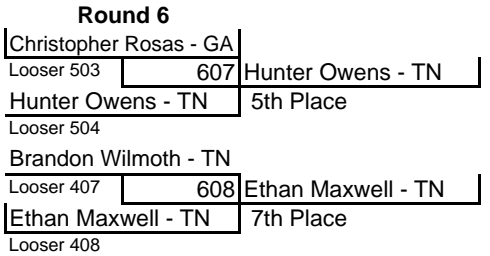 Round 6
Christopher Rosas - GA
Looser 503
607 Hunter Owens - TN
Hunter Owens - TN
5th Place
Looser 504
Brandon Wilmoth - TN
Looser 407
608 Ethan Maxwell - TN
Ethan Maxwell - TN
7th Place
Looser 408